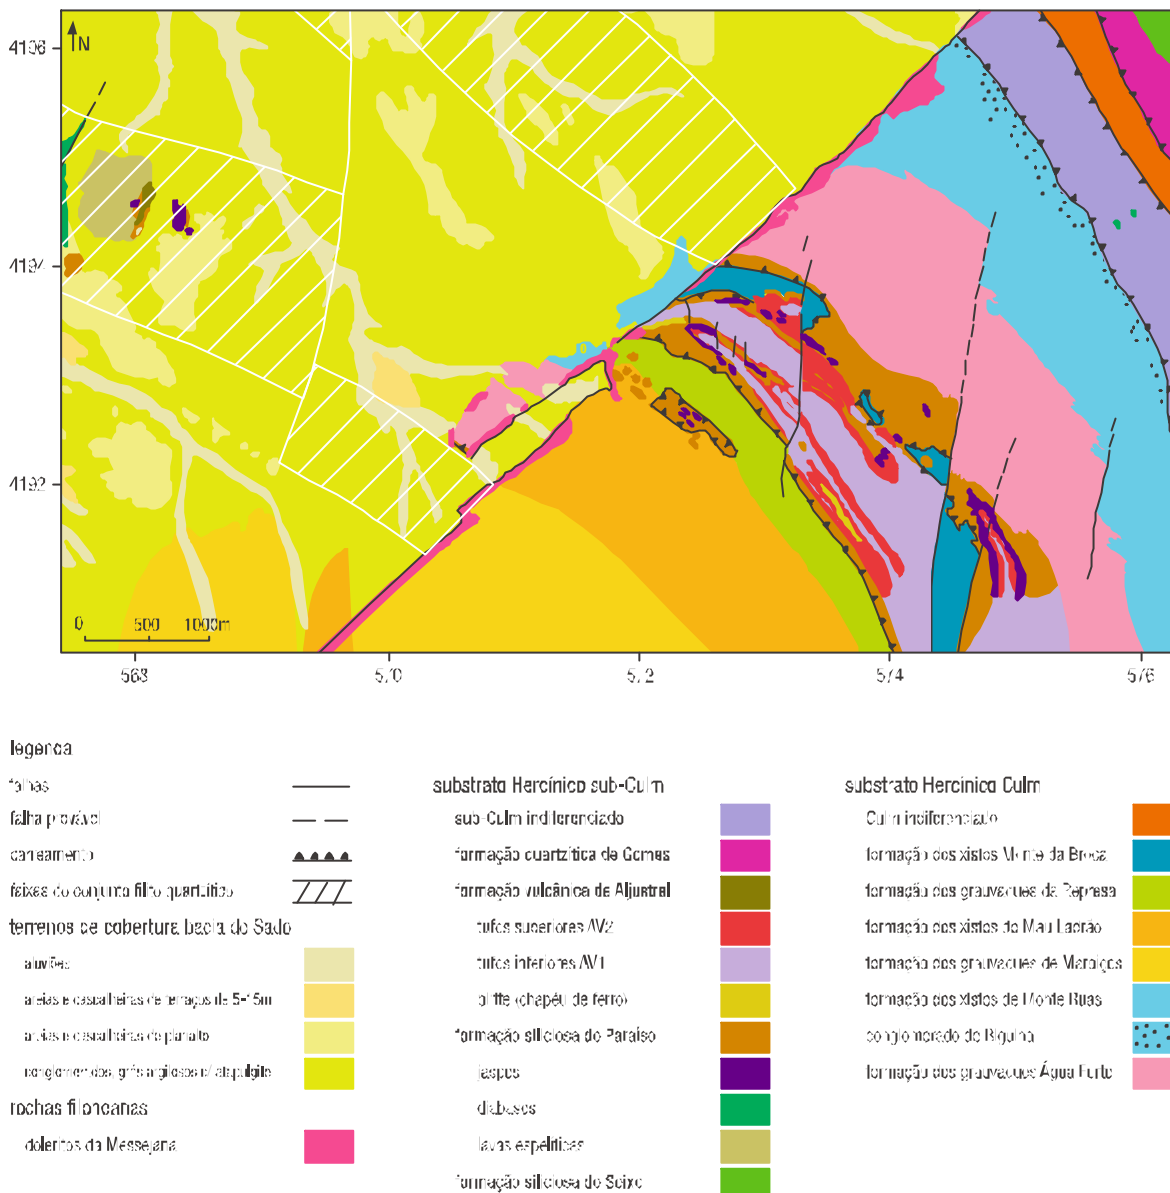 4196
N
4194
4192
0 500 1000m
568 570 572 574 576
legenda
falhas
falha provável
carreamento
faixas do conjunto filito quartzítico
terrenos de cobertura bacia do Sado
aluviões
areias e cascalheiras de terraços de 5-15m
areias e cascalheiras de planalto
conglomerados, grés argilosos c/ atapulgite
rochas filoneanas
doleritos da Messejana
substrato Hercínico sub-Culm
sub-Culm indiferenciado
formação quartzítica de Gomes
formação vulcânica de Aljustrel
tufos superiores AV2
tufos inferiores AV1
pirite (chapéu de ferro)
formação siliciosa do Paraíso
jaspes
diabases
lavas espelíticas
formação siliciosa do Seixo
substrato Hercínico Culm
Culm indiferenciado
formação dos xistos Monte da Broca
formação dos grauvaques da Represa
formação dos xistos do Mau Ladrão
formação dos grauvaques de
formação dos xistos de Monte Ruas
conglomerado de
formação dos grauvaques Água Forte